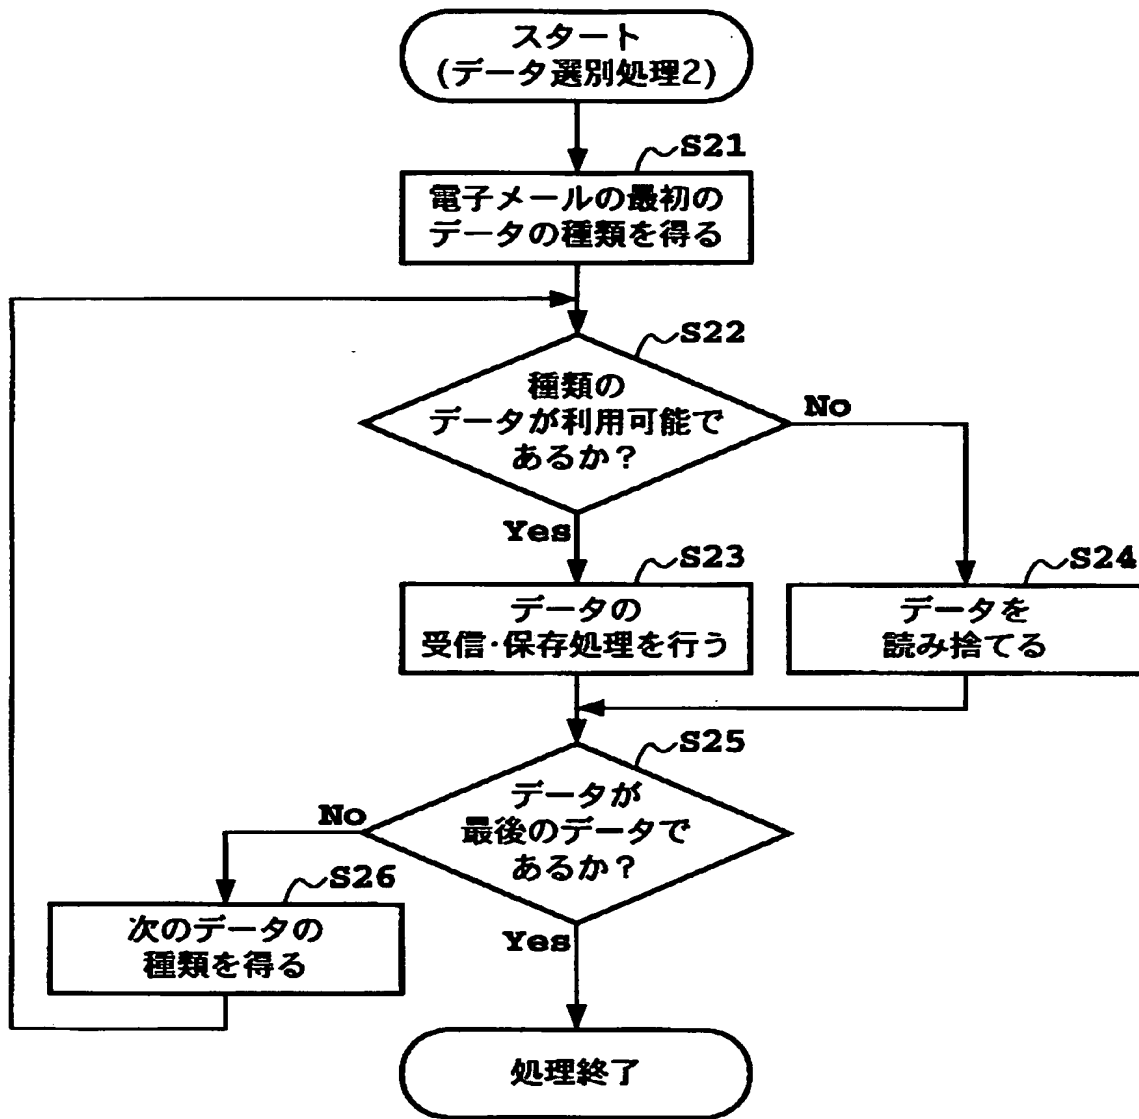 スタート
(データ選別処理2)
S21
電子メールの最初の
データの種類を得る
S22
種類の
データが利用可能で
あるか?
No
Yes
S23
データの
受信・保存処理を行う
S24
データを
読み捨てる
S25
データが
最後のデータで
あるか?
No
S26
次のデータの
種類を得る
Yes
処理終了